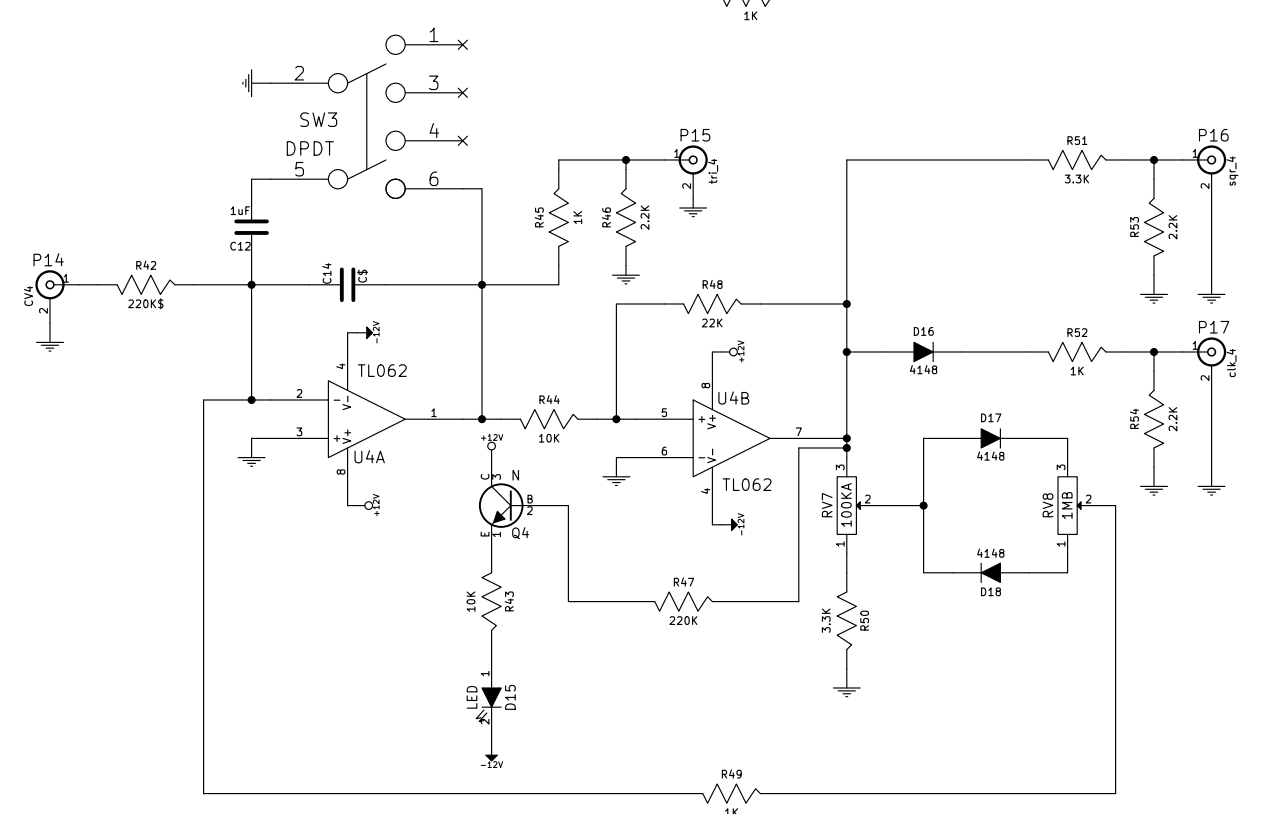 1K
1
2
3
SW3
4
DPDT
5
6
1uF
C12
P14
1
CV4
2
R42
220K$
C14
C$
R45
1K
R46
2.2K
P15
1
2
tri_4
R51
3.3K
P16
1
2
sqr_4
R53
2.2K
R48
22K
-12V
4
TL062
2
-
V-
3
+
V+
1
U4A
8
+12V
R44
10K
+12V
8
U4B
5
+
V+
6
-
V-
7
TL062
4
-12V
D16
4148
R52
1K
P17
1
2
clk_4
R54
2.2K
+12V
C
3
N
B
2
E
1
Q4
10K
R43
1
LED
D15
2
-12V
R47
220K
3
RV7
100KA
2
1
3.3K
R50
D17
4148
4148
D18
3
RV8
1MB
2
1
R49
1K